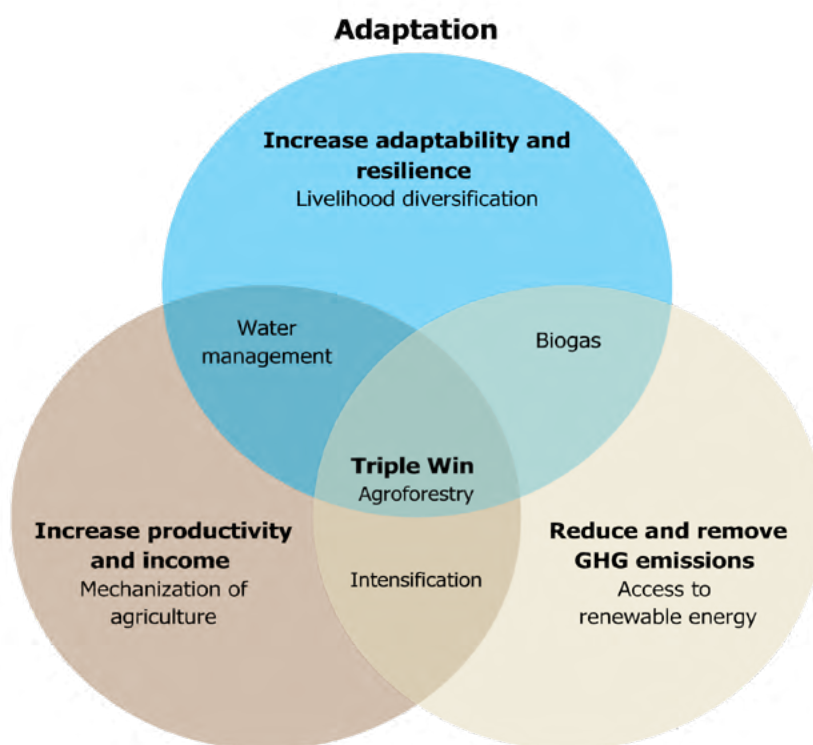 Adaptation
Increase adaptability and
resilience
Livelihood diversification
Water
management
Biogas
Triple Win
Agroforestry
Increase productivity
and income
Mechanization of
agriculture
Intensification
Reduce and remove
GHG emissions
Access to
renewable energy